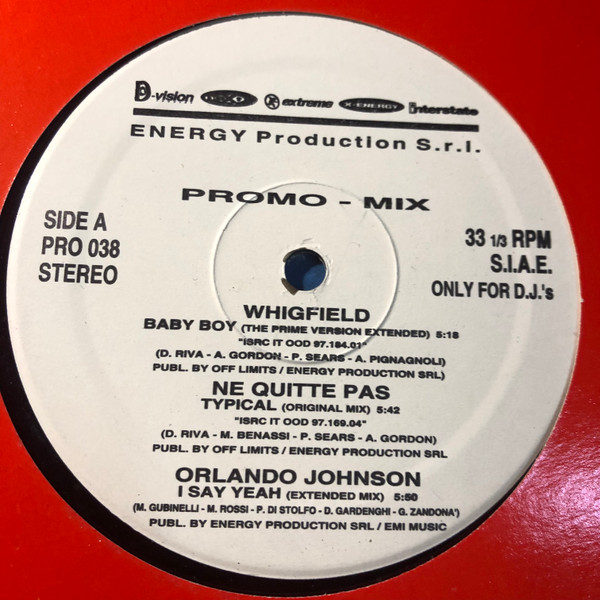 D-vision extreme X-ENERGY interstate
ENERGY Production S.r.l.
PROMO - MIX
SIDE A
PRO 038
STEREO
33 1/3 RPM
S.I.A.E.
ONLY FOR D.J.'s
WHIGFIELD
BABY BOY (THE PRIME VERSION EXTENDED) 5:18
"ISRC IT OOD 97.184.01"
(D. RIVA - A. GORDON - P. SEARS - A. PIGNAGNOLI)
PUBL. BY OFF LIMITS / ENERGY PRODUCTION SRL)
NE QUITTE PAS
TYPICAL (ORIGINAL MIX) 5:42
"ISRC IT OOD 97.169.04"
(D. RIVA - M. BENASSI - P. SEARS - A. GORDON)
PUBL. BY OFF LIMITS / ENERGY PRODUCTION SRL
ORLANDO JOHNSON
I SAY YEAH (EXTENDED MIX) 5:50
(M. GUBINELLI - M. ROSSI - P. DI STOLFO - D. GARDENGHI - G. ZANDONA')
PUBL. BY ENERGY PRODUCTION SRL / EMI MUSIC